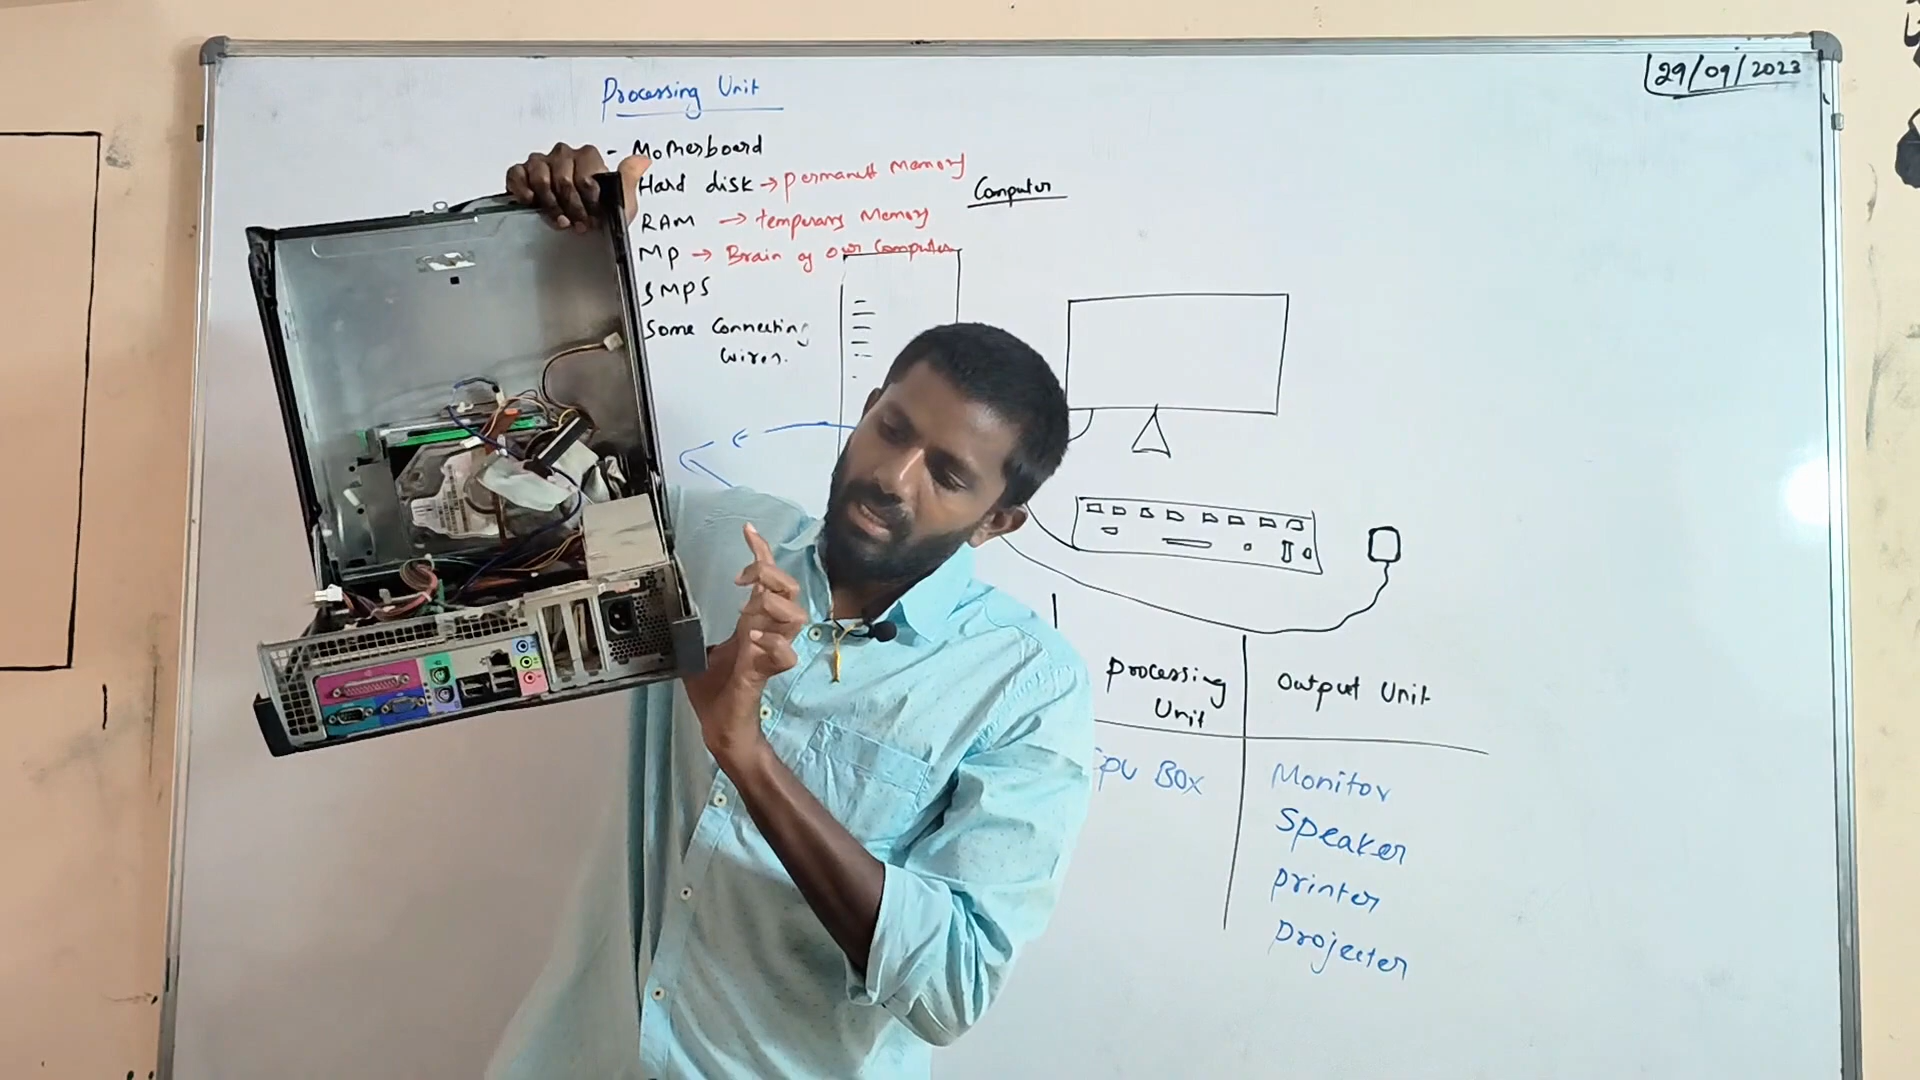 29/09/2023
Processing Unit
- Motherboard
Hard disk → permanent Memory
RAM → temporary Memory
MP → Brain of our Computer
SMPS
Some Connecting
wires.
Computer
Processing
Unit
Output Unit
CPU Box
Monitor
Speaker
Printer
Projecter